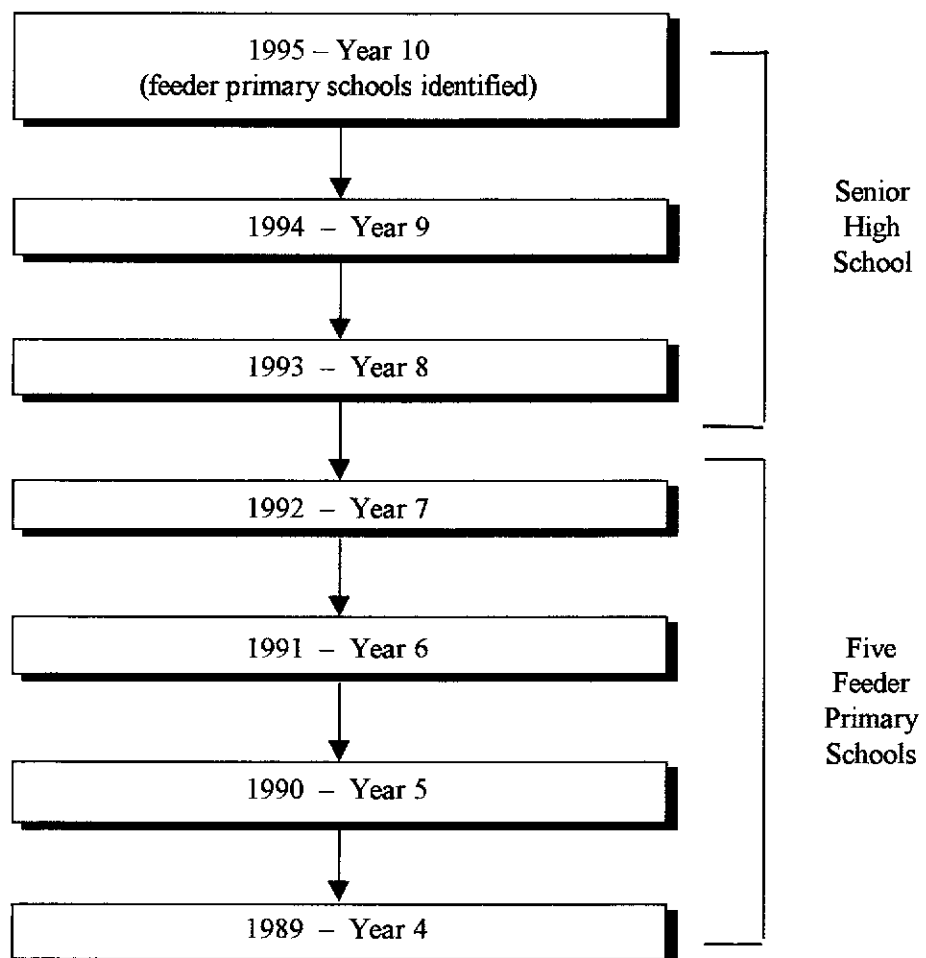 1995 – Year 10
(feeder primary schools identified)
1994 – Year 9
1993 – Year 8
Senior
High
School
1992 – Year 7
1991 – Year 6
1990 – Year 5
1989 – Year 4
Five
Feeder
Primary
Schools